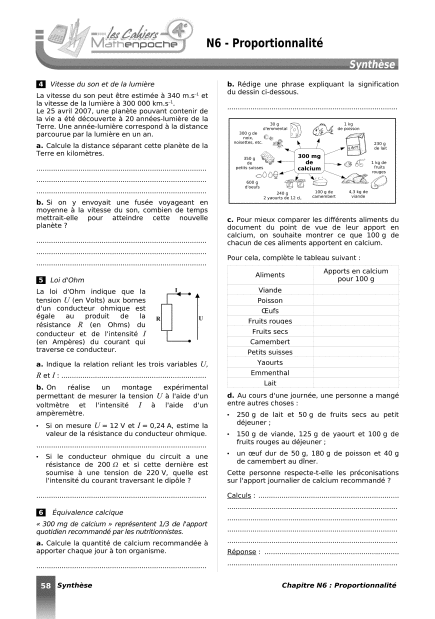 les Cahiers
Mathenpoche
4e
N6 - Proportionnalité
Synthèse
4 Vitesse du son et de la lumière
La vitesse du son peut être estimée à 340 m.s⁻¹ et
la vitesse de la lumière à 300 000 km.s⁻¹.
Le 25 avril 2007, une planète pouvant contenir de
la vie a été découverte à 20 années-lumière de la
Terre. Une année-lumière correspond à la distance
parcourue par la lumière en un an.
a. Calcule la distance séparant cette planète de la
Terre en kilomètres.
b. Si on y envoyait une fusée voyageant en
moyenne à la vitesse du son, combien de temps
mettrait-elle pour atteindre cette nouvelle
planète ?
5 Loi d'Ohm
La loi d'Ohm indique que la
tension U (en Volts) aux bornes
d'un conducteur ohmique est
égale au produit de la
résistance R (en Ohms) du
conducteur et de l'intensité I
(en Ampères) du courant qui
traverse ce conducteur.
I
R
U
a. Indique la relation reliant les trois variables U,
R et I :
b. On réalise un montage expérimental
permettant de mesurer la tension U à l'aide d'un
voltmètre et l'intensité I à l'aide d'un
ampèremètre.
• Si on mesure U = 12 V et I = 0,24 A, estime la
valeur de la résistance du conducteur ohmique.
• Si le conducteur ohmique du circuit a une
résistance de 200 Ω et si cette dernière est
soumise à une tension de 220 V, quelle est
l'intensité du courant traversant le dipôle ?
6 Équivalence calcique
« 300 mg de calcium » représentent 1/3 de l'apport
quotidien recommandé par les nutritionnistes.
a. Calcule la quantité de calcium recommandée à
apporter chaque jour à ton organisme.
b. Rédige une phrase expliquant la signification
du dessin ci-dessous.
30 g
d'emmental
1 kg
de poisson
300 g de
noix,
noisettes, etc.
230 g
de lait
300 mg
de
calcium
350 g
de
petits suisses
1 kg de
fruits
rouges
600 g
d'œufs
240 g
2 yaourts de 12 cL
100 g de
camembert
4,3 kg de
viande
c. Pour mieux comparer les différents aliments du
document du point de vue de leur apport en
calcium, on souhaite montrer ce que 100 g de
chacun de ces aliments apportent en calcium.
Pour cela, complète le tableau suivant :
Aliments
Apports en calcium
pour 100 g
Viande
Poisson
Œufs
Fruits rouges
Fruits secs
Camembert
Petits suisses
Yaourts
Emmenthal
Lait
d. Au cours d'une journée, une personne a mangé
entre autres choses :
• 250 g de lait et 50 g de fruits secs au petit
déjeuner ;
• 150 g de viande, 125 g de yaourt et 100 g de
fruits rouges au déjeuner ;
• un œuf dur de 50 g, 180 g de poisson et 40 g
de camembert au dîner.
Cette personne respecte-t-elle les préconisations
sur l'apport journalier de calcium recommandé ?
Calculs :
Réponse :
58 Synthèse
Chapitre N6 : Proportionnalité